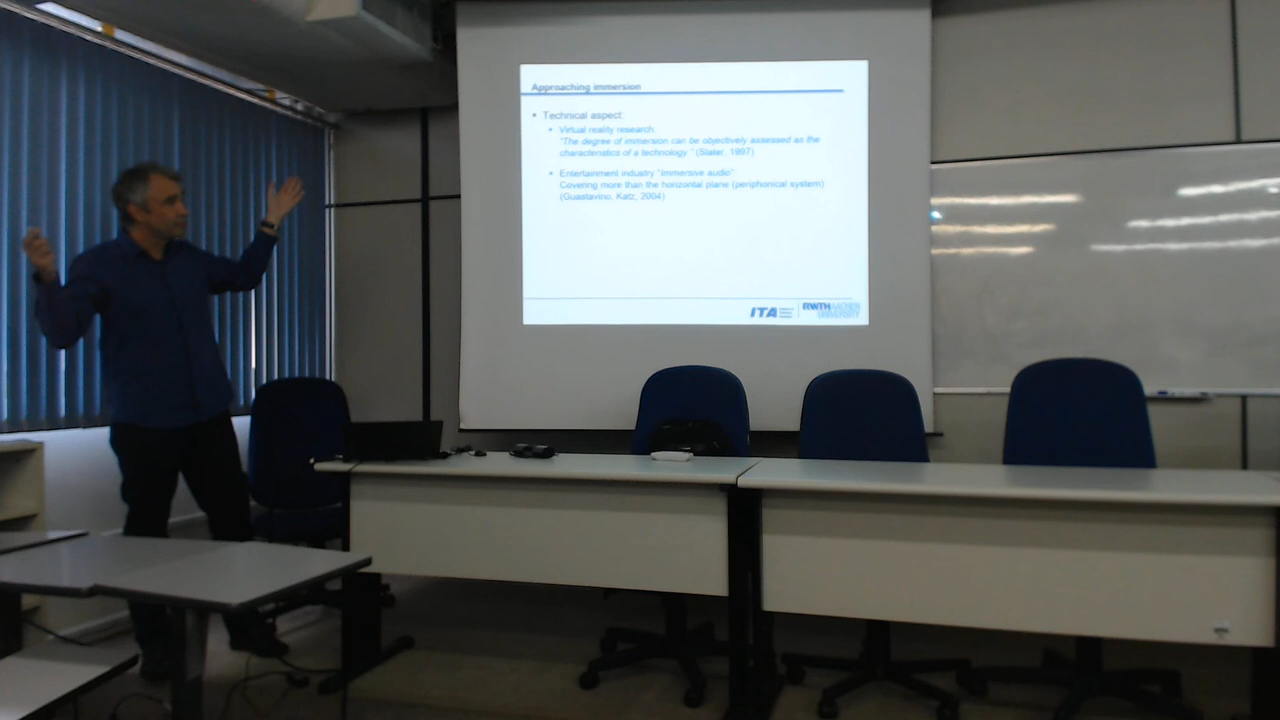 Approaching immersion
Technical aspect:
Virtual reality research:
"The degree of immersion can be objectively assessed as the
characteristics of a technology." (Slater, 1997)
Entertainment industry "Immersive audio":
Covering more than the horizontal plane (periphonical system)
(Guastavino, Katz, 2004)
ITA
RWTH AACHEN
UNIVERSITY